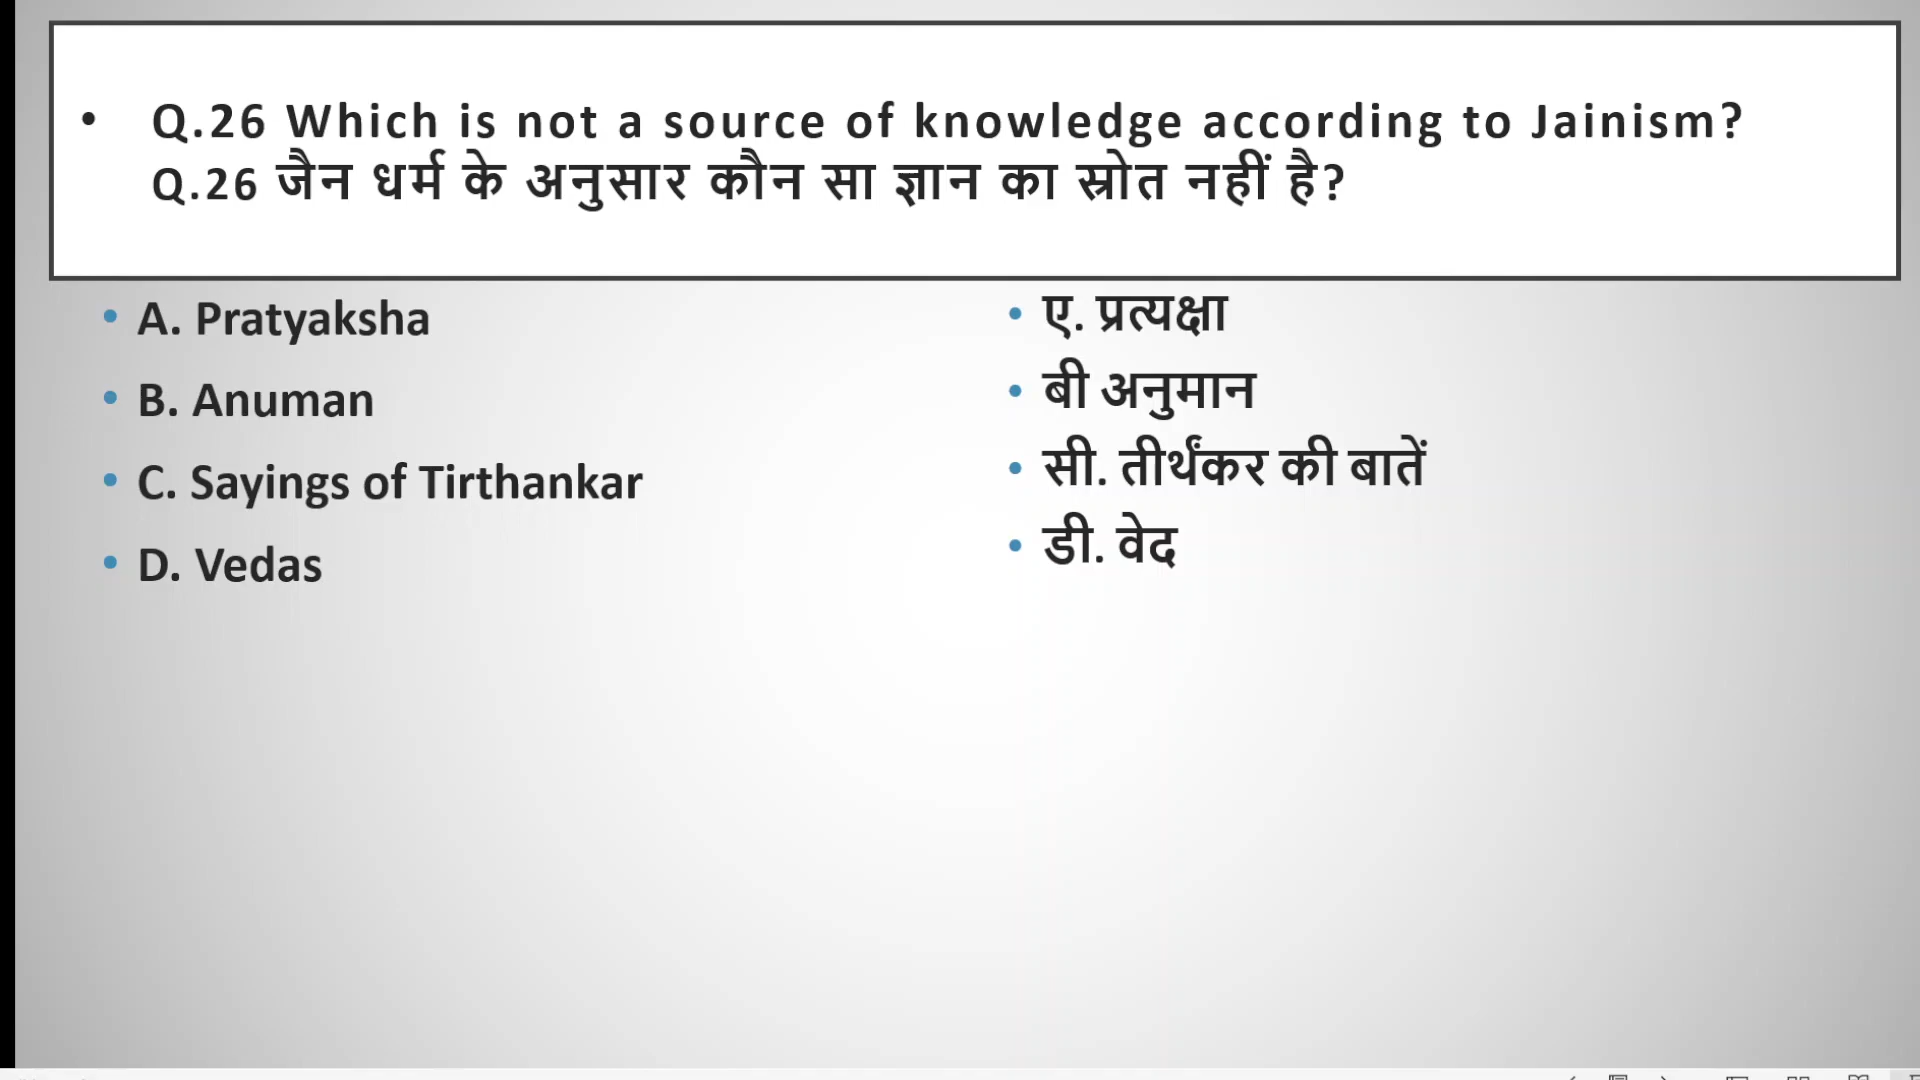 • Q.26 Which is not a source of knowledge according to Jainism?
Q.26 जैन धर्म के अनुसार कौन सा ज्ञान का स्रोत नहीं है?
• A. Pratyaksha
• B. Anuman
• C. Sayings of Tirthankar
• D. Vedas
• ए. प्रत्यक्षा
• बी अनुमान
• सी. तीर्थंकर की बातें
• डी. वेद